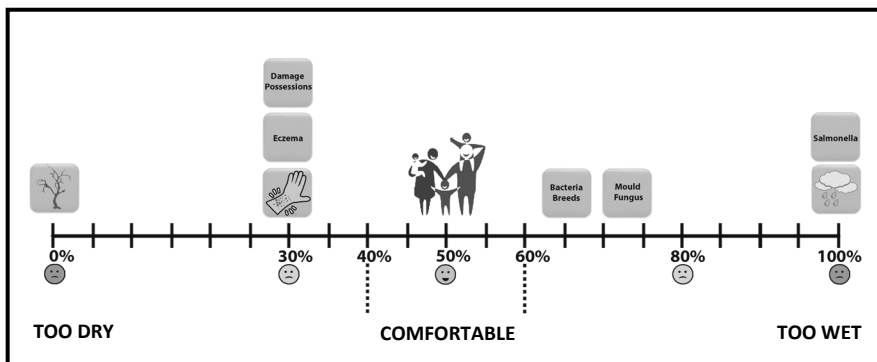 Damage
Possessions
Eczema
Salmonella
Bacteria
Breeds
Mould
Fungus
0%
30%
40%
50%
60%
80%
100%
TOO DRY
COMFORTABLE
TOO WET